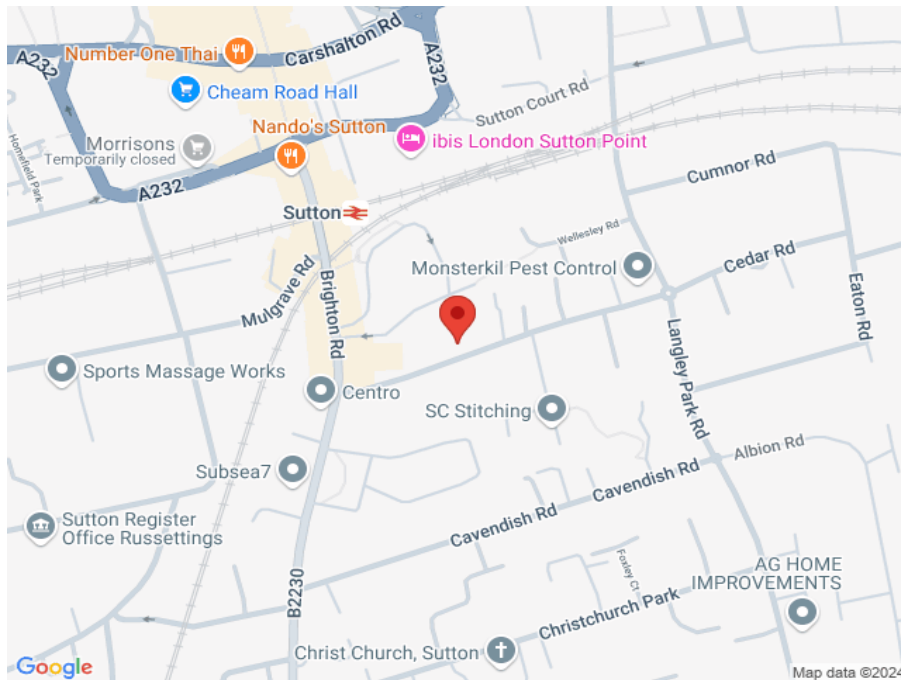 Carshalton Rd
A232
Number One Thai
A232
Cheam Road Hall
Sutton Court Rd
Nando's Sutton
ibis London Sutton Point
Morrisons
Temporarily closed
Homefield Park
A232
Cumnor Rd
Sutton
Wellesley Rd
Monsterkil Pest Control
Cedar Rd
Mulgrave Rd
Brighton Rd
Eaton Rd
Langley Park Rd
Sports Massage Works
Centro
SC Stitching
Albion Rd
Subsea7
Cavendish Rd
Cavendish Rd
Sutton Register
Office Russettings
Foxley Ct
AG HOME
IMPROVEMENTS
B2230
Christchurch Park
Christ Church, Sutton
Google
Map data ©2024